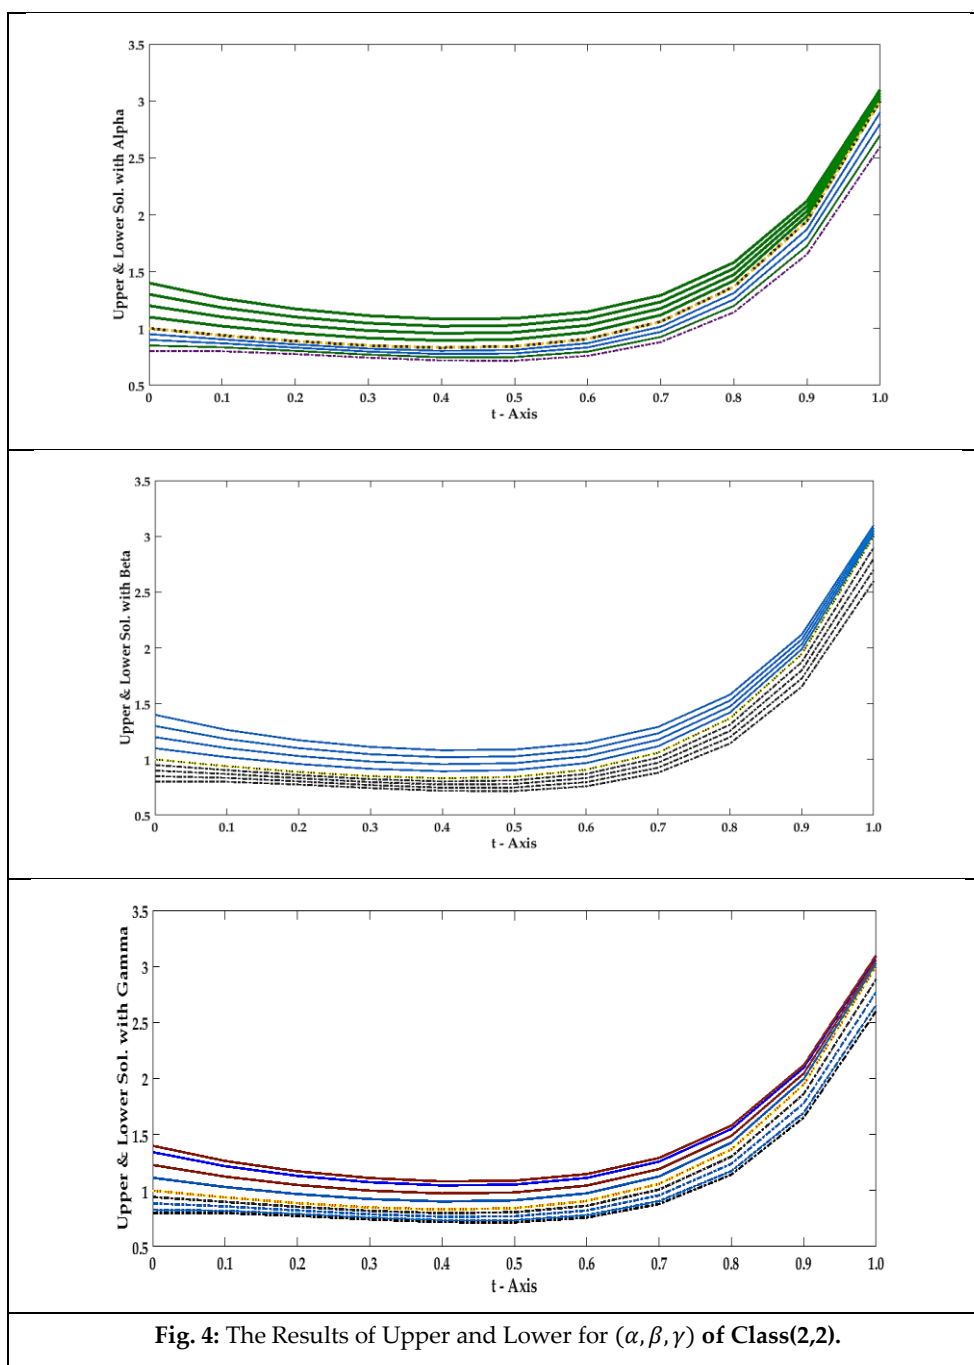 Upper & Lower Sol. with Alpha
3.5
3
2.5
2
1.5
1
0.5
0 0.1 0.2 0.3 0.4 0.5 0.6 0.7 0.8 0.9 1.0
t - Axis
Upper & Lower Sol. with Beta
3.5
3
2.5
2
1.5
1
0.5
0 0.1 0.2 0.3 0.4 0.5 0.6 0.7 0.8 0.9 1.0
t - Axis
Upper & Lower Sol. with Gamma
3.5
3
2.5
2
1.5
1
0.5
0 0.1 0.2 0.3 0.4 0.5 0.6 0.7 0.8 0.9 1.0
t - Axis
Fig. 4: The Results of Upper and Lower for (α, β, γ) of Class(2,2).